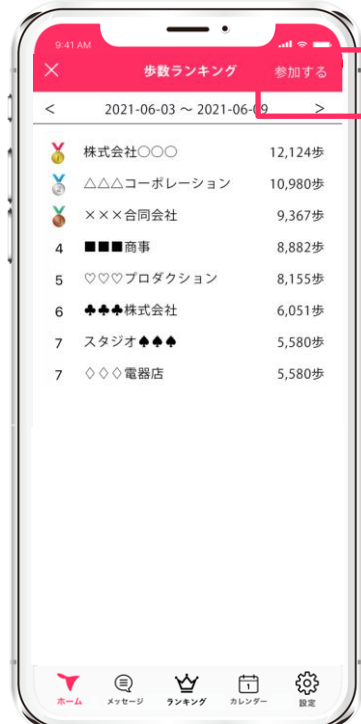 9:41 AM
歩数ランキング 参加する
< 2021-06-03 ～ 2021-06-09 >
株式会社〇〇〇 12,124歩
△△△コーポレーション 10,980歩
×××合同会社 9,367歩
4 ■■■商事 8,882歩
5 ♡♡♡プロダクション 8,155歩
6 ♣♣♣株式会社 6,051歩
7 スタジオ♠♠♠ 5,580歩
7 ◇◇◇電器店 5,580歩
ホーム メッセージ ランキング カレンダー 設定